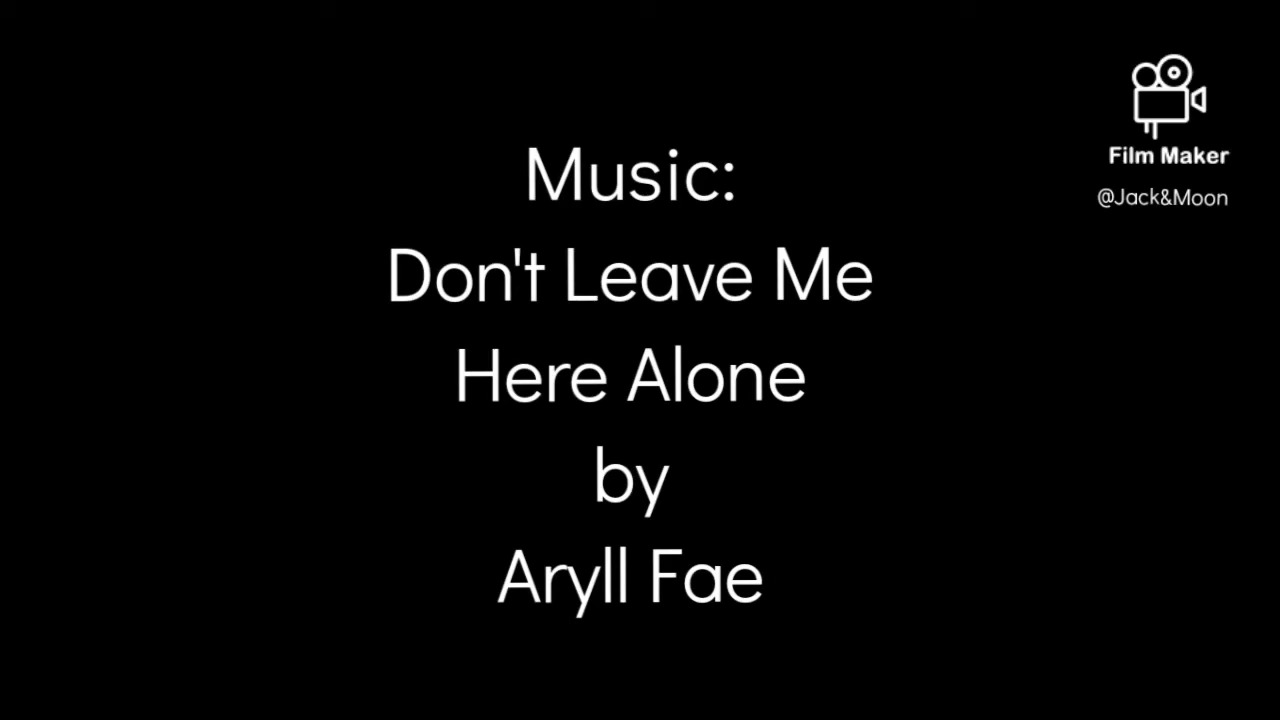 Film Maker
@Jack&Moon
Music:
Don't Leave Me
Here Alone
by
Aryll Fae